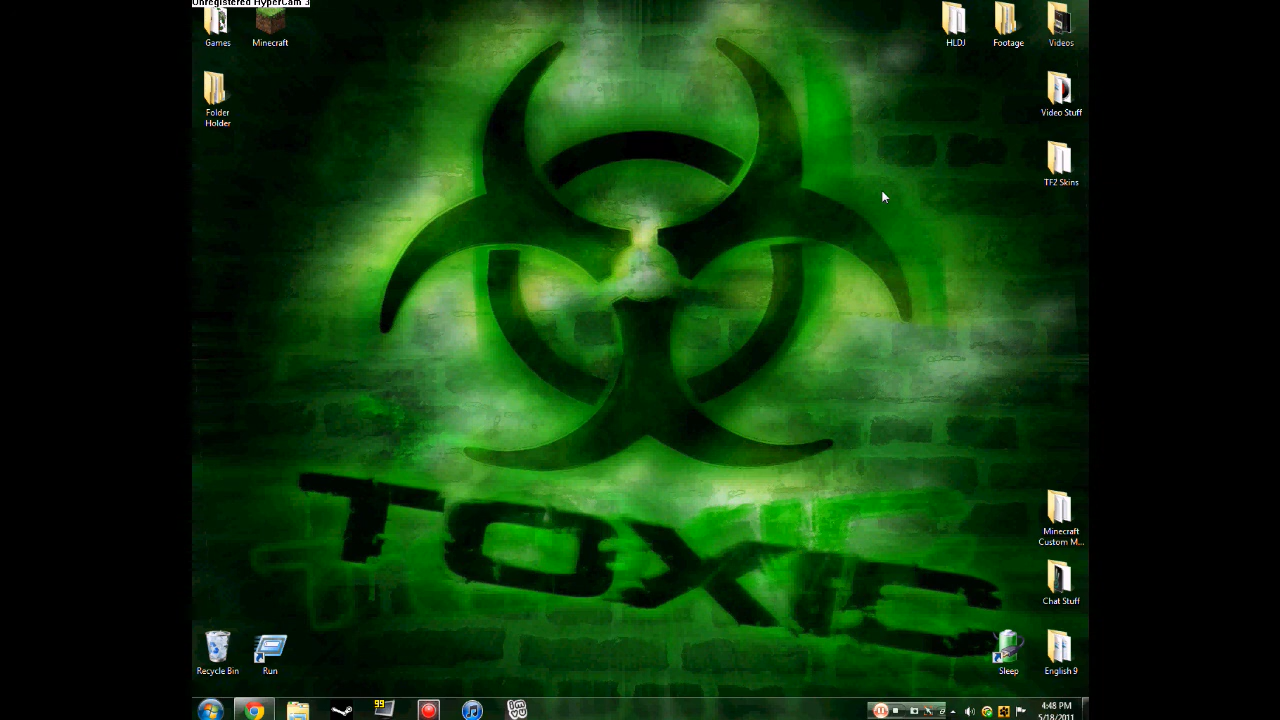 Unregistered HyperCam 3
Games
Minecraft
HLDJ
Footage
Videos
Folder
Holder
Video Stuff
TF2 Skins
TOXIC
Minecraft
Custom M...
Chat Stuff
Recycle Bin
Run
Sleep
English 9
99
4:48 PM
5/18/2011